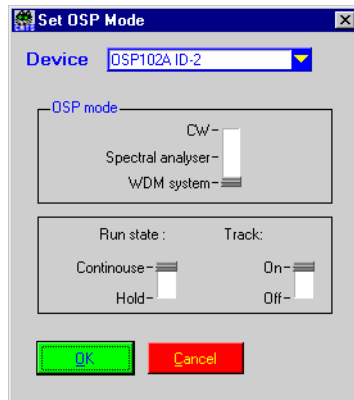 Set OSP Mode
Device OSP102A ID-2
OSP mode
CW
Spectral analyser
WDM system
Run state : Track:
Continouse On
Hold Off
OK Cancel